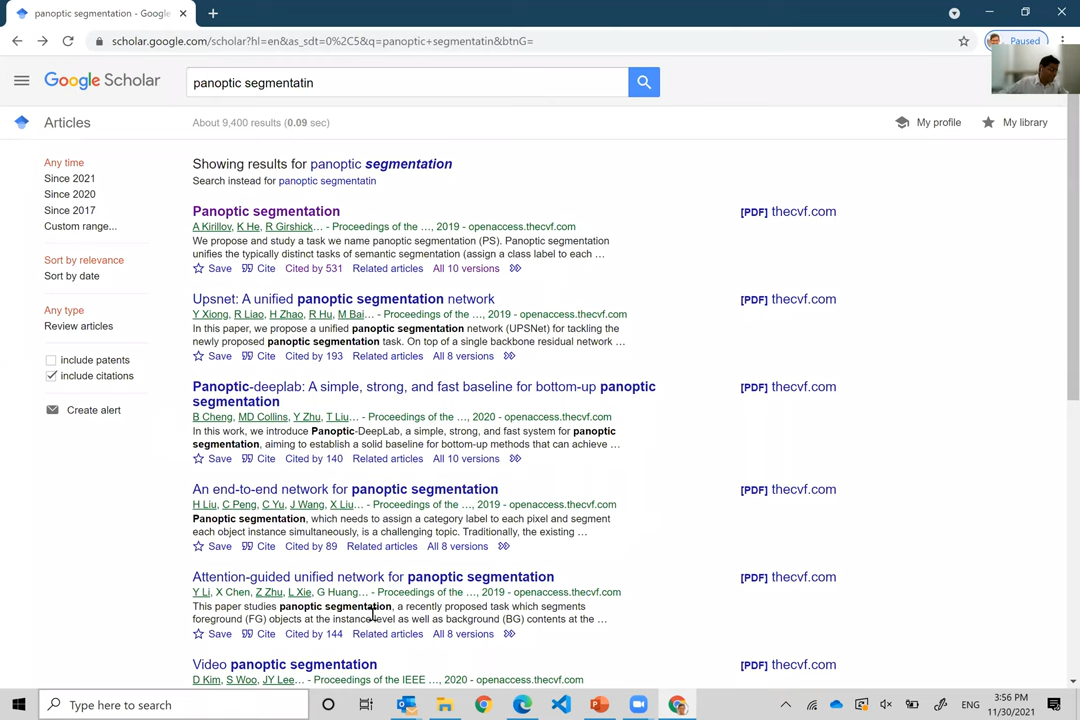 panoptic segmentation - Google
scholar.google.com/scholar?hl=en&as_sdt=0%2C5&q=panoptic+segmentatin&btnG=
Paused
Google Scholar
panoptic segmentatin
Articles
About 9,400 results (0.09 sec)
My profile
My library
Any time
Since 2021
Since 2020
Since 2017
Custom range...
Sort by relevance
Sort by date
Any type
Review articles
include patents
include citations
Create alert
Showing results for panoptic segmentation
Search instead for panoptic segmentatin
Panoptic segmentation
[PDF] thecvf.com
A Kirillov, K He, R Girshick… - Proceedings of the …, 2019 - openaccess.thecvf.com
We propose and study a task we name panoptic segmentation (PS). Panoptic segmentation
unifies the typically distinct tasks of semantic segmentation (assign a class label to each …
Save Cite Cited by 531 Related articles All 10 versions
Upsnet: A unified panoptic segmentation network
[PDF] thecvf.com
Y Xiong, R Liao, H Zhao, R Hu, M Bai… - Proceedings of the …, 2019 - openaccess.thecvf.com
In this paper, we propose a unified panoptic segmentation network (UPSNet) for tackling the
newly proposed panoptic segmentation task. On top of a single backbone residual network …
Save Cite Cited by 193 Related articles All 8 versions
Panoptic-deeplab: A simple, strong, and fast baseline for bottom-up panoptic
segmentation
[PDF] thecvf.com
B Cheng, MD Collins, Y Zhu, T Liu… - Proceedings of the …, 2020 - openaccess.thecvf.com
In this work, we introduce Panoptic-DeepLab, a simple, strong, and fast system for panoptic
segmentation, aiming to establish a solid baseline for bottom-up methods that can achieve …
Save Cite Cited by 140 Related articles All 10 versions
An end-to-end network for panoptic segmentation
[PDF] thecvf.com
H Liu, C Peng, C Yu, J Wang, X Liu… - Proceedings of the …, 2019 - openaccess.thecvf.com
Panoptic segmentation, which needs to assign a category label to each pixel and segment
each object instance simultaneously, is a challenging topic. Traditionally, the existing …
Save Cite Cited by 89 Related articles All 8 versions
Attention-guided unified network for panoptic segmentation
[PDF] thecvf.com
Y Li, X Chen, Z Zhu, L Xie, G Huang… - Proceedings of the …, 2019 - openaccess.thecvf.com
This paper studies panoptic segmentation, a recently proposed task which segments
foreground (FG) objects at the instance level as well as background (BG) contents at the …
Save Cite Cited by 144 Related articles All 8 versions
Video panoptic segmentation
[PDF] thecvf.com
D Kim, S Woo, JY Lee… - Proceedings of the IEEE …, 2020 - openaccess.thecvf.com
Type here to search
ENG
3:56 PM
11/30/2021